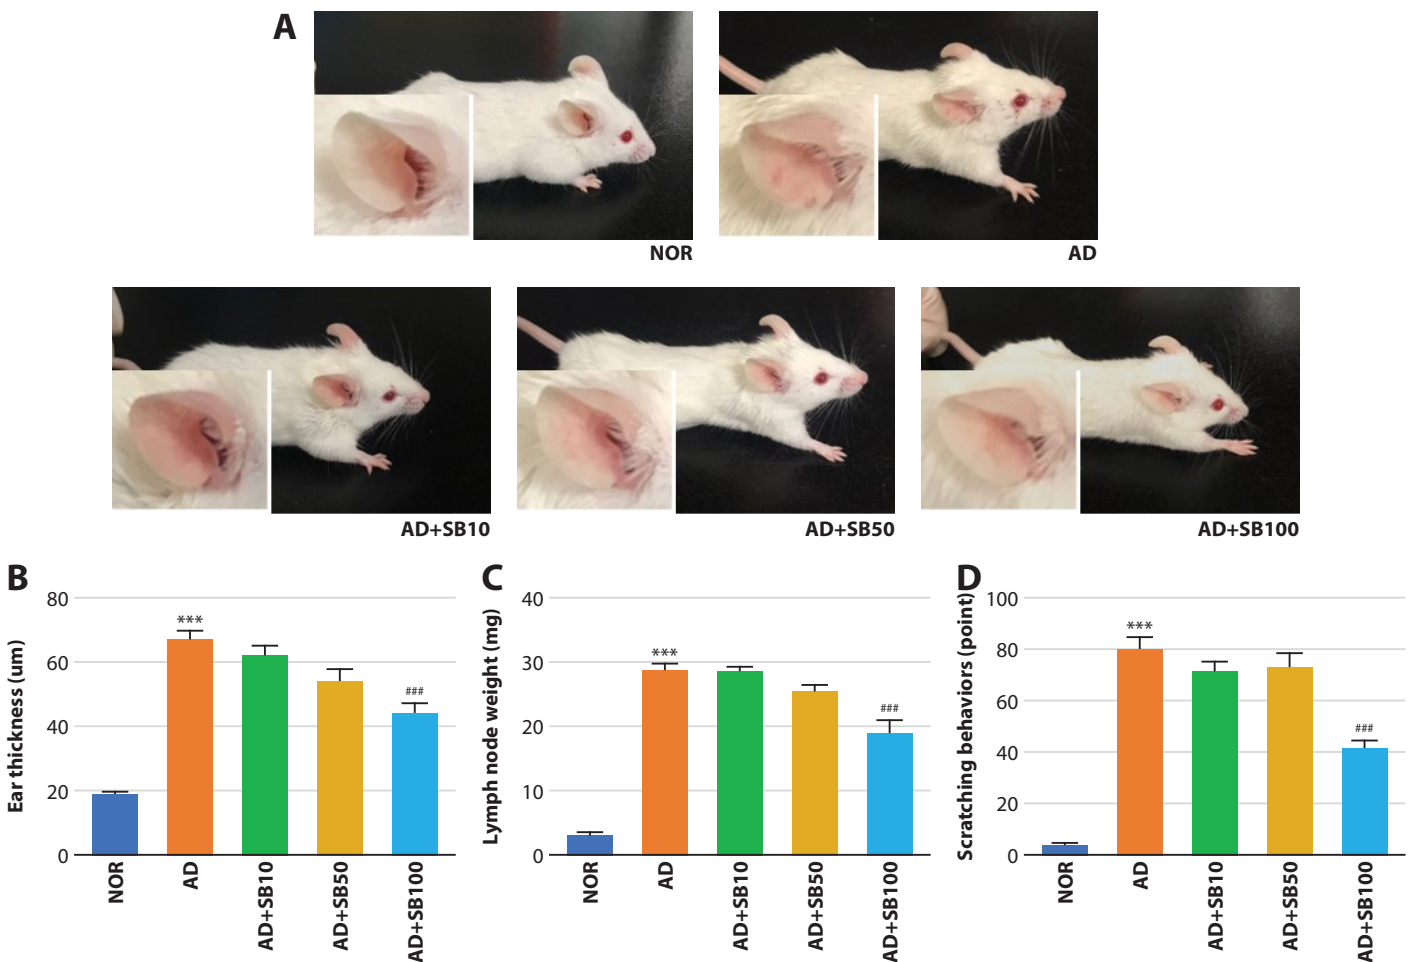 A
NOR
AD
AD+SB10
AD+SB50
AD+SB100
B
Ear thickness (um)
80
60
40
20
0
***
###
NOR
AD
AD+SB10
AD+SB50
AD+SB100
C
Lymph node weight (mg)
40
30
20
10
0
***
###
NOR
AD
AD+SB10
AD+SB50
AD+SB100
D
Scratching behaviors (point)
100
80
60
40
20
0
***
###
NOR
AD
AD+SB10
AD+SB50
AD+SB100